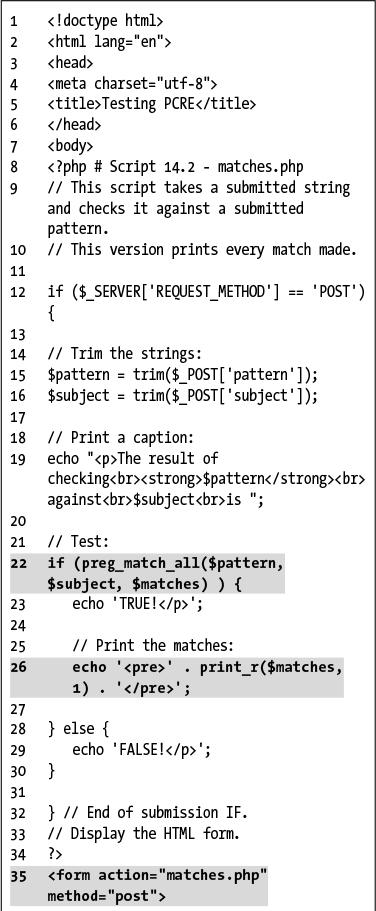 1 <!doctype html>
2 <html lang="en">
3 <head>
4 <meta charset="utf-8">
5 <title>Testing PCRE</title>
6 </head>
7 <body>
8 <?php # Script 14.2 - matches.php
9 // This script takes a submitted string
and checks it against a submitted
pattern.
10 // This version prints every match made.
11
12 if ($_SERVER['REQUEST_METHOD'] == 'POST')
{
13
14 // Trim the strings:
15 $pattern = trim($_POST['pattern']);
16 $subject = trim($_POST['subject']);
17
18 // Print a caption:
19 echo "<p>The result of
checking<br><strong>$pattern</strong><br>
against<br>$subject<br>is ";
20
21 // Test:
22 if (preg_match_all($pattern,
$subject, $matches) ) {
23 echo 'TRUE!</p>';
24
25 // Print the matches:
26 echo '<pre>' . print_r($matches,
1) . '</pre>';
27
28 } else {
29 echo 'FALSE!</p>';
30 }
31
32 } // End of submission IF.
33 // Display the HTML form.
34 ?>
35 <form action="matches.php"
method="post">